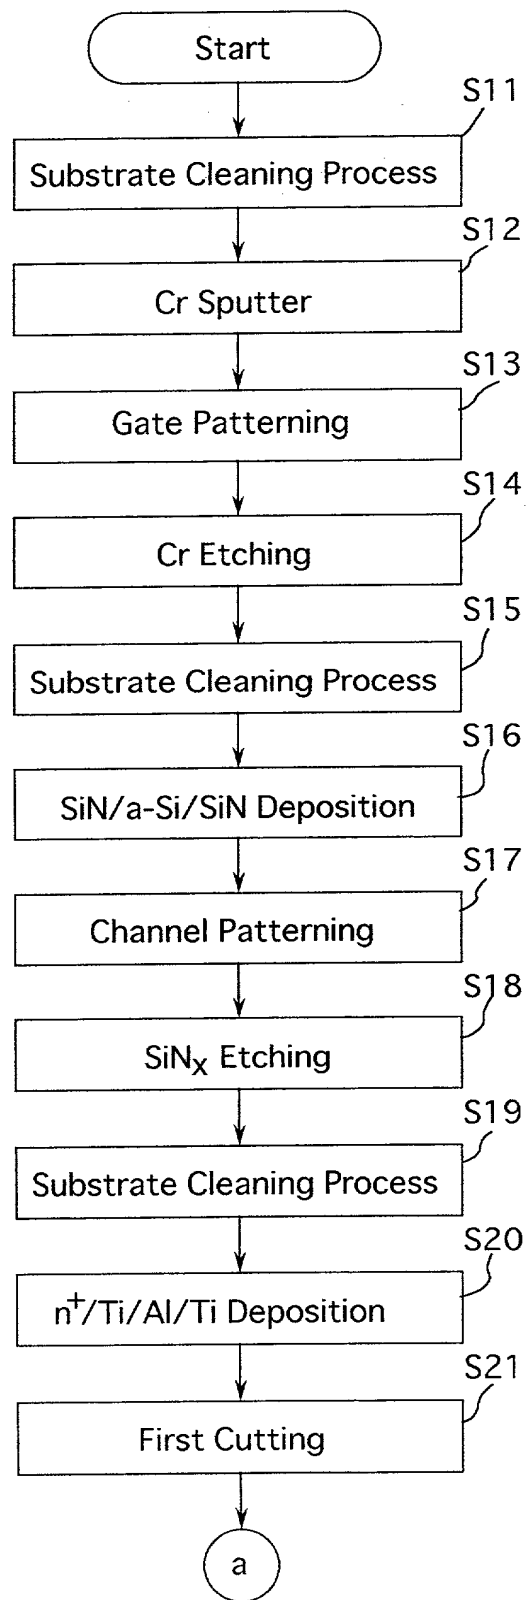 Start
S11
Substrate Cleaning Process
S12
Cr Sputter
S13
Gate Patterning
S14
Cr Etching
S15
Substrate Cleaning Process
S16
SiN/a-Si/SiN Deposition
S17
Channel Patterning
S18
SiNx Etching
S19
Substrate Cleaning Process
S20
n+/Ti/Al/Ti Deposition
S21
First Cutting
a